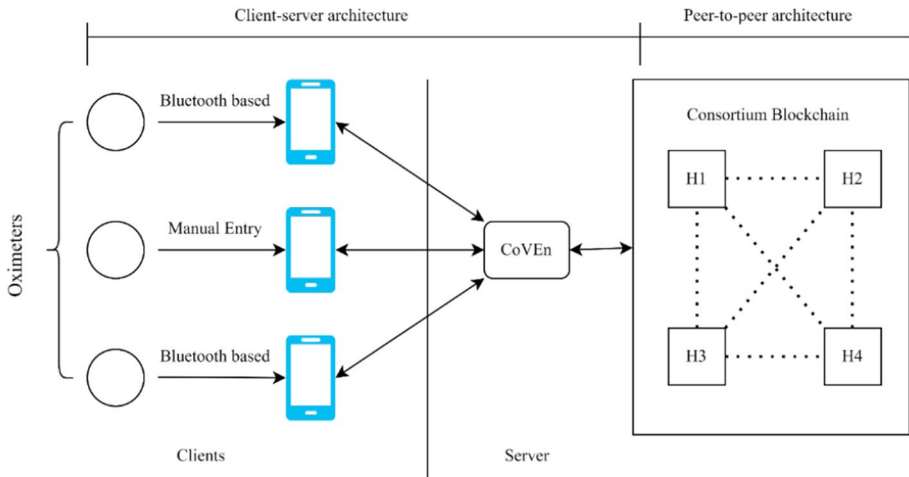 Client-server architecture
Peer-to-peer architecture
Bluetooth based
Consortium Blockchain
H1
H2
Oximeters
Manual Entry
CoVEn
H3
H4
Bluetooth based
Clients
Server